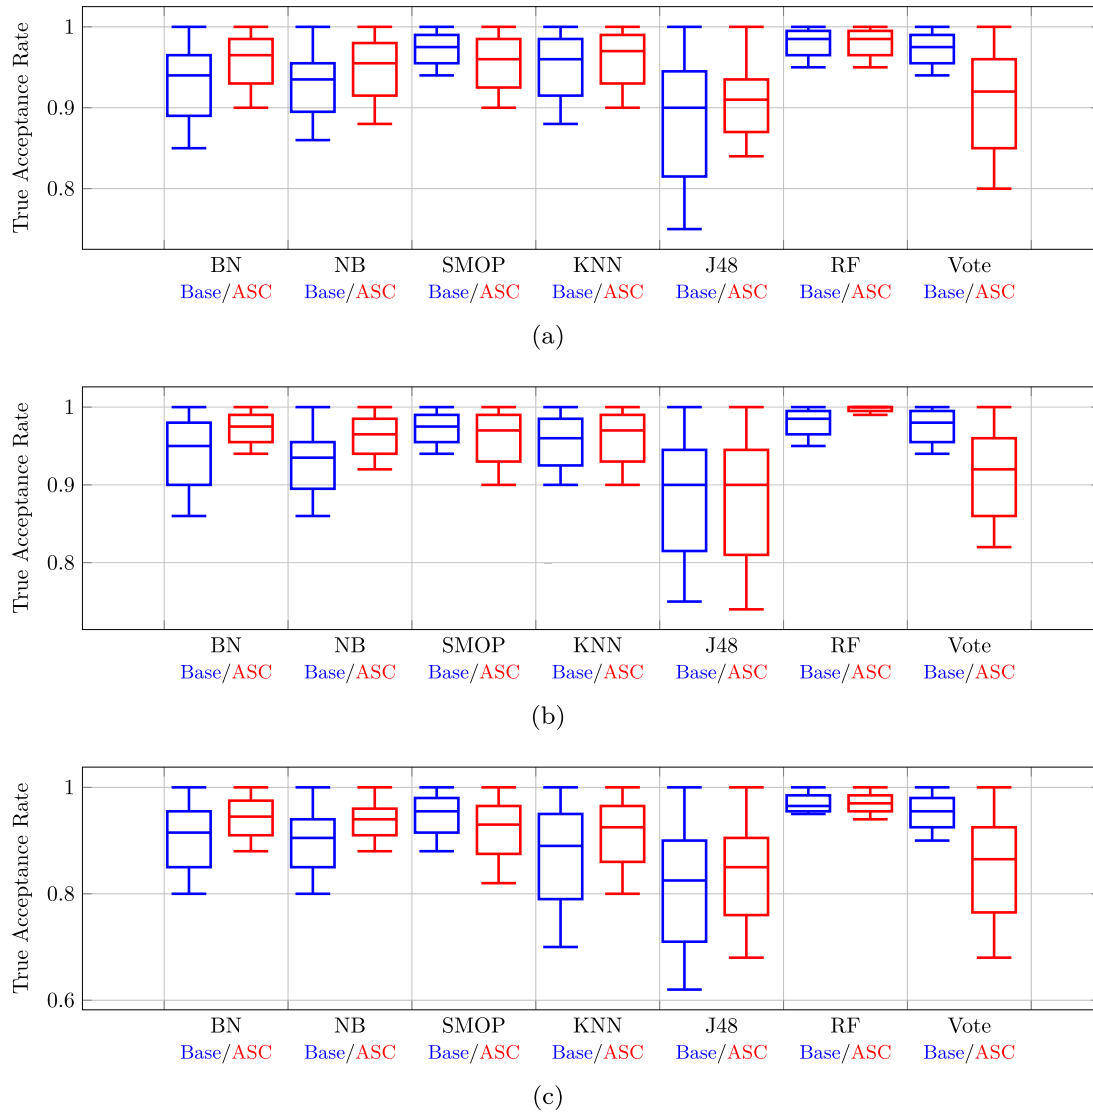 True Acceptance Rate
1
0.9
0.8
BN NB SMOP KNN J48 RF Vote
Base/ASC Base/ASC Base/ASC Base/ASC Base/ASC Base/ASC Base/ASC
(a)
True Acceptance Rate
1
0.9
0.8
BN NB SMOP KNN J48 RF Vote
Base/ASC Base/ASC Base/ASC Base/ASC Base/ASC Base/ASC Base/ASC
(b)
True Acceptance Rate
1
0.8
0.6
BN NB SMOP KNN J48 RF Vote
Base/ASC Base/ASC Base/ASC Base/ASC Base/ASC Base/ASC Base/ASC
(c)